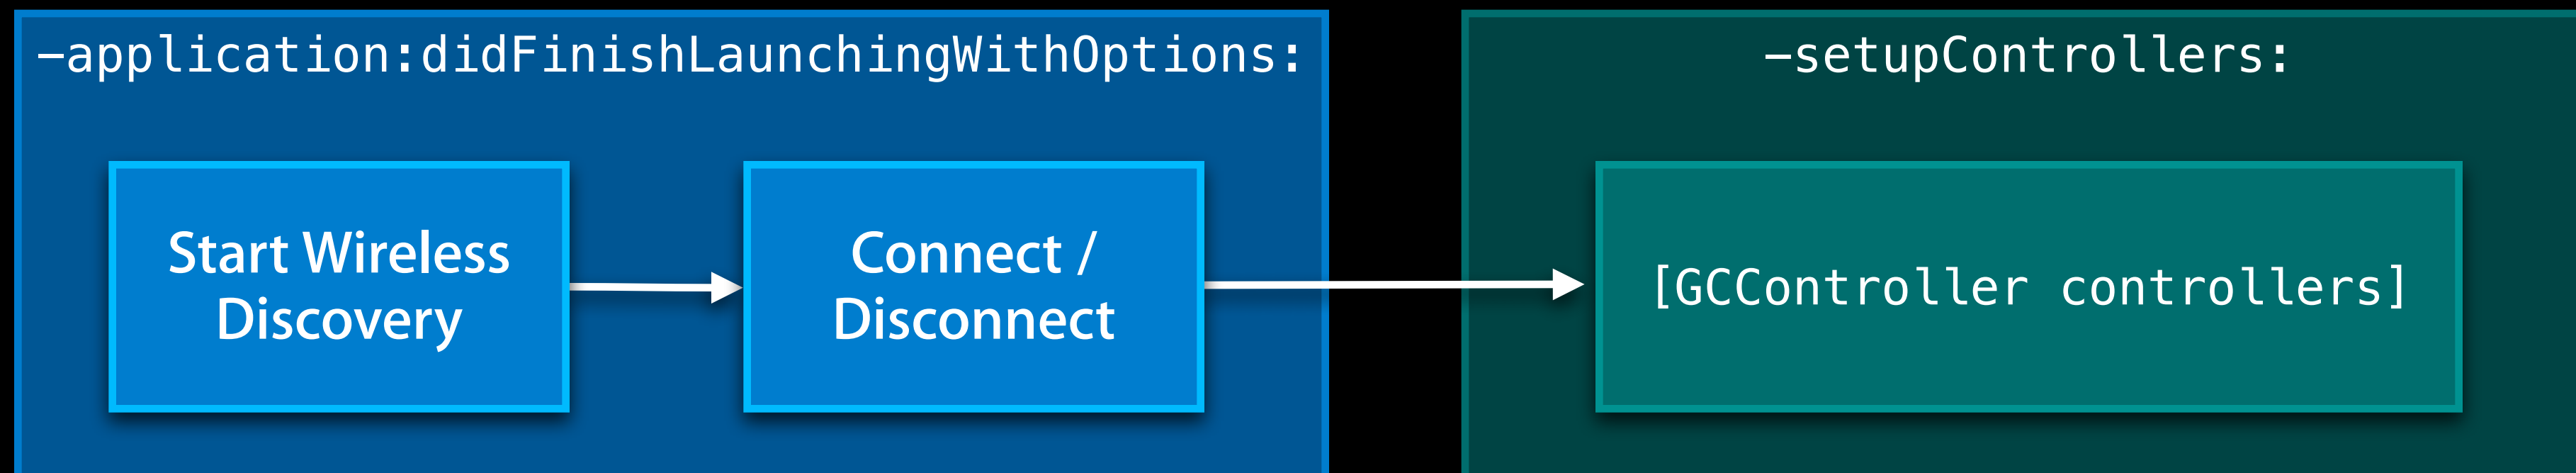 –application:didFinishLaunchingWithOptions:
–setupControllers:
Start Wireless
Discovery
Connect /
Disconnect
[GCController controllers]